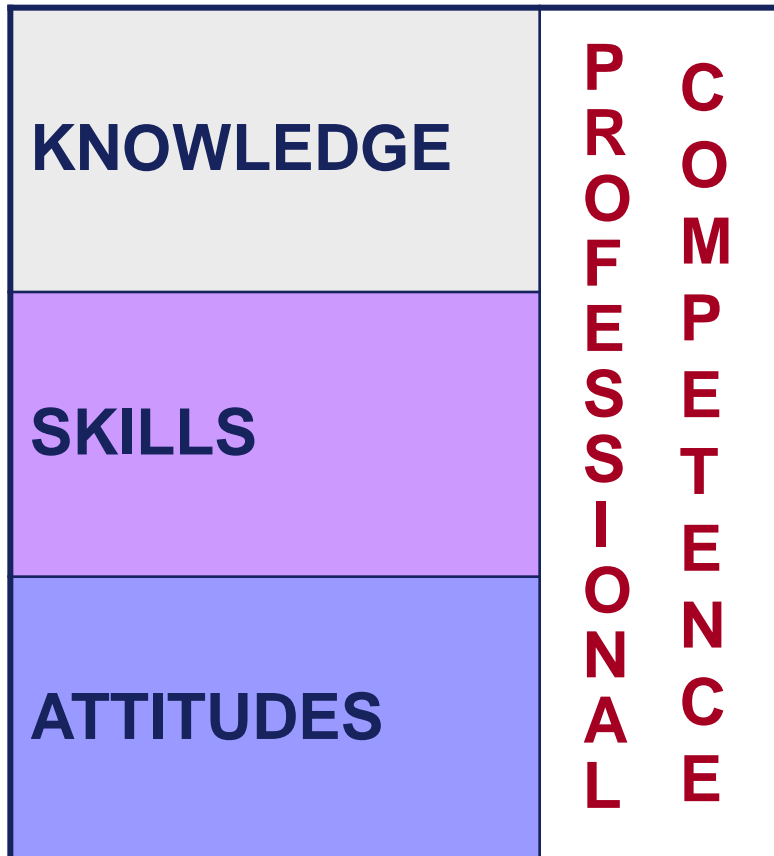 KNOWLEDGE
SKILLS
ATTITUDES
PROFESSIONAL
COMPETENCE